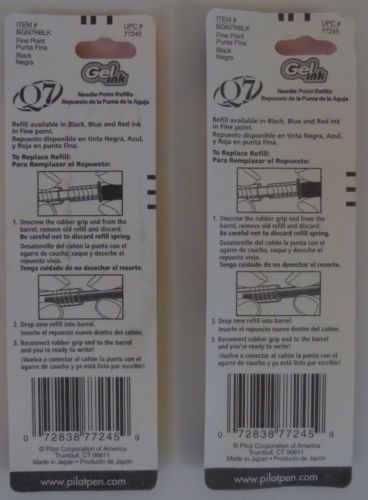 ITEM #
BGN7RBLK
UPC #
77245
Fine Point
Punta Fina
Black
Negra
Gel
ink
Q7
Needle Point Refills
Repuesto de la Punta de la Aguja
Refill available in Black, Blue and Red ink
in Fine point.
Repuesto disponible en tinta Negra, Azul,
y Roja en punta Fina.
To Replace Refill:
Para Remplazar el Repuesto:
1. Unscrew the rubber grip end from the
barrel, remove old refill and discard.
Be careful not to discard refill spring.
Desatornille del cañón la punta con el
agarre de caucho, saque y deseche el
repuesto viejo.
Tenga cuidado de no desechar el resorte.
2. Drop new refill into barrel.
Inserte el repuesto nuevo dentro del cañón.
3. Reconnect rubber grip end to the barrel
and you're ready to write!
¡Vuelva a conectar al cañón la punta con el
agarre de caucho y ya está listo par escribir!
0 72838 77245 9
© Pilot Corporation of America
Trumbull, CT 06611
Made in Japan • Producto de Japón
www.pilotpen.com
ITEM #
BGN7RBLK
UPC #
77245
Fine Point
Punta Fina
Black
Negra
Gel
ink
Q7
Needle Point Refills
Repuesto de la Punta de la Aguja
Refill available in Black, Blue and Red ink
in Fine point.
Repuesto disponible en tinta Negra, Azul,
y Roja en punta Fina.
To Replace Refill:
Para Remplazar el Repuesto:
1. Unscrew the rubber grip end from the
barrel, remove old refill and discard.
Be careful not to discard refill spring.
Desatornille del cañón la punta con el
agarre de caucho, saque y deseche el
repuesto viejo.
Tenga cuidado de no desechar el resorte.
2. Drop new refill into barrel.
Inserte el repuesto nuevo dentro del cañón.
3. Reconnect rubber grip end to the barrel
and you're ready to write!
¡Vuelva a conectar al cañón la punta con el
agarre de caucho y ya está listo par escribir!
0 72838 77245 9
© Pilot Corporation of America
Trumbull, CT 06611
Made in Japan • Producto de Japón
www.pilotpen.com